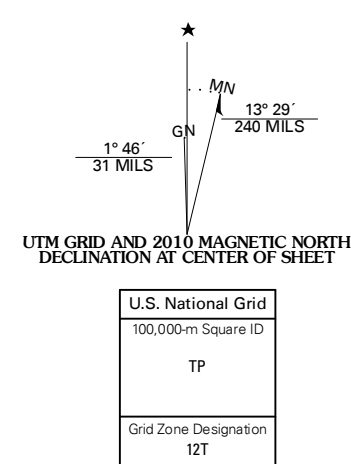 ★
MN
13° 29´
240 MILS
GN
1° 46´
31 MILS
UTM GRID AND 2010 MAGNETIC NORTH
DECLINATION AT CENTER OF SHEET
U.S. National Grid
100,000-m Square ID
TP
Grid Zone Designation
12T